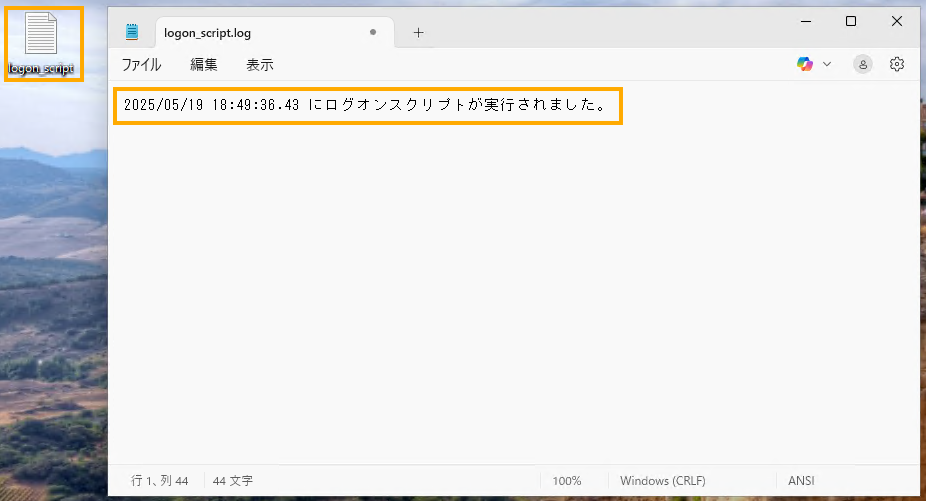 logon_script
logon_script.log
ファイル 編集 表示
2025/05/19 18:49:36.43 にログオンスクリプトが実行されました。
行 1、列 44 44 文字 100% Windows (CRLF) ANSI